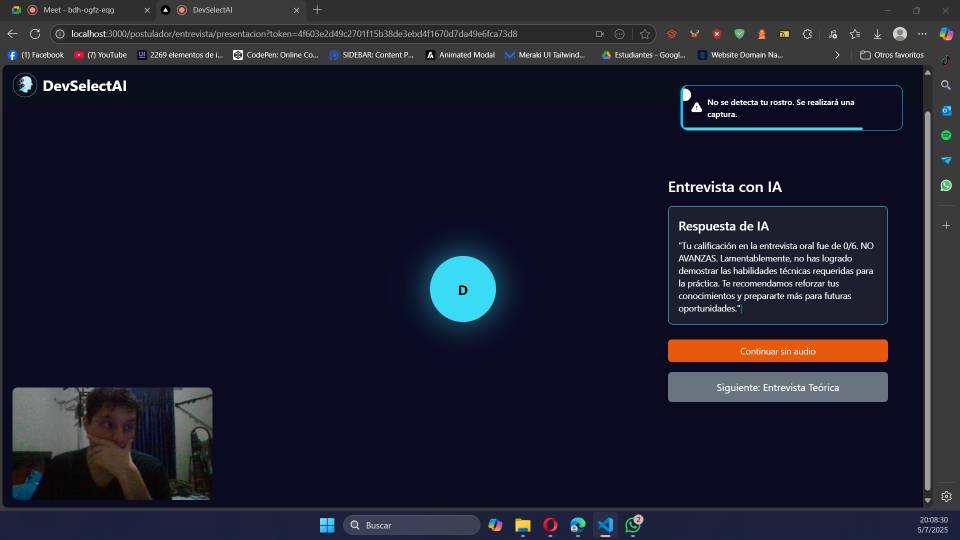 Meet - bdh-ogfz-eqg
DevSelectAI
localhost:3000/postulador/entrevista/presentacion?token=4f603e2d49c2701f15b38de3ebd4f1670d7da49e6fca73d8
(1) Facebook
(7) YouTube
2269 elementos de i...
CodePen: Online Co...
SIDEBAR: Content P...
Animated Modal
Meraki UI Tailwind...
Estudiantes - Googl...
Website Domain Na...
Otros favoritos
DevSelectAI
No se detecta tu rostro. Se realizará una
captura.
Entrevista con IA
Respuesta de IA
"Tu calificación en la entrevista oral fue de 0/6. NO
AVANZAS. Lamentablemente, no has logrado
demostrar las habilidades técnicas requeridas para
la práctica. Te recomendamos reforzar tus
conocimientos y prepararte más para futuras
oportunidades."
D
Continuar sin audio
Siguiente: Entrevista Teórica
Buscar
2
20:08:30
5/7/2025